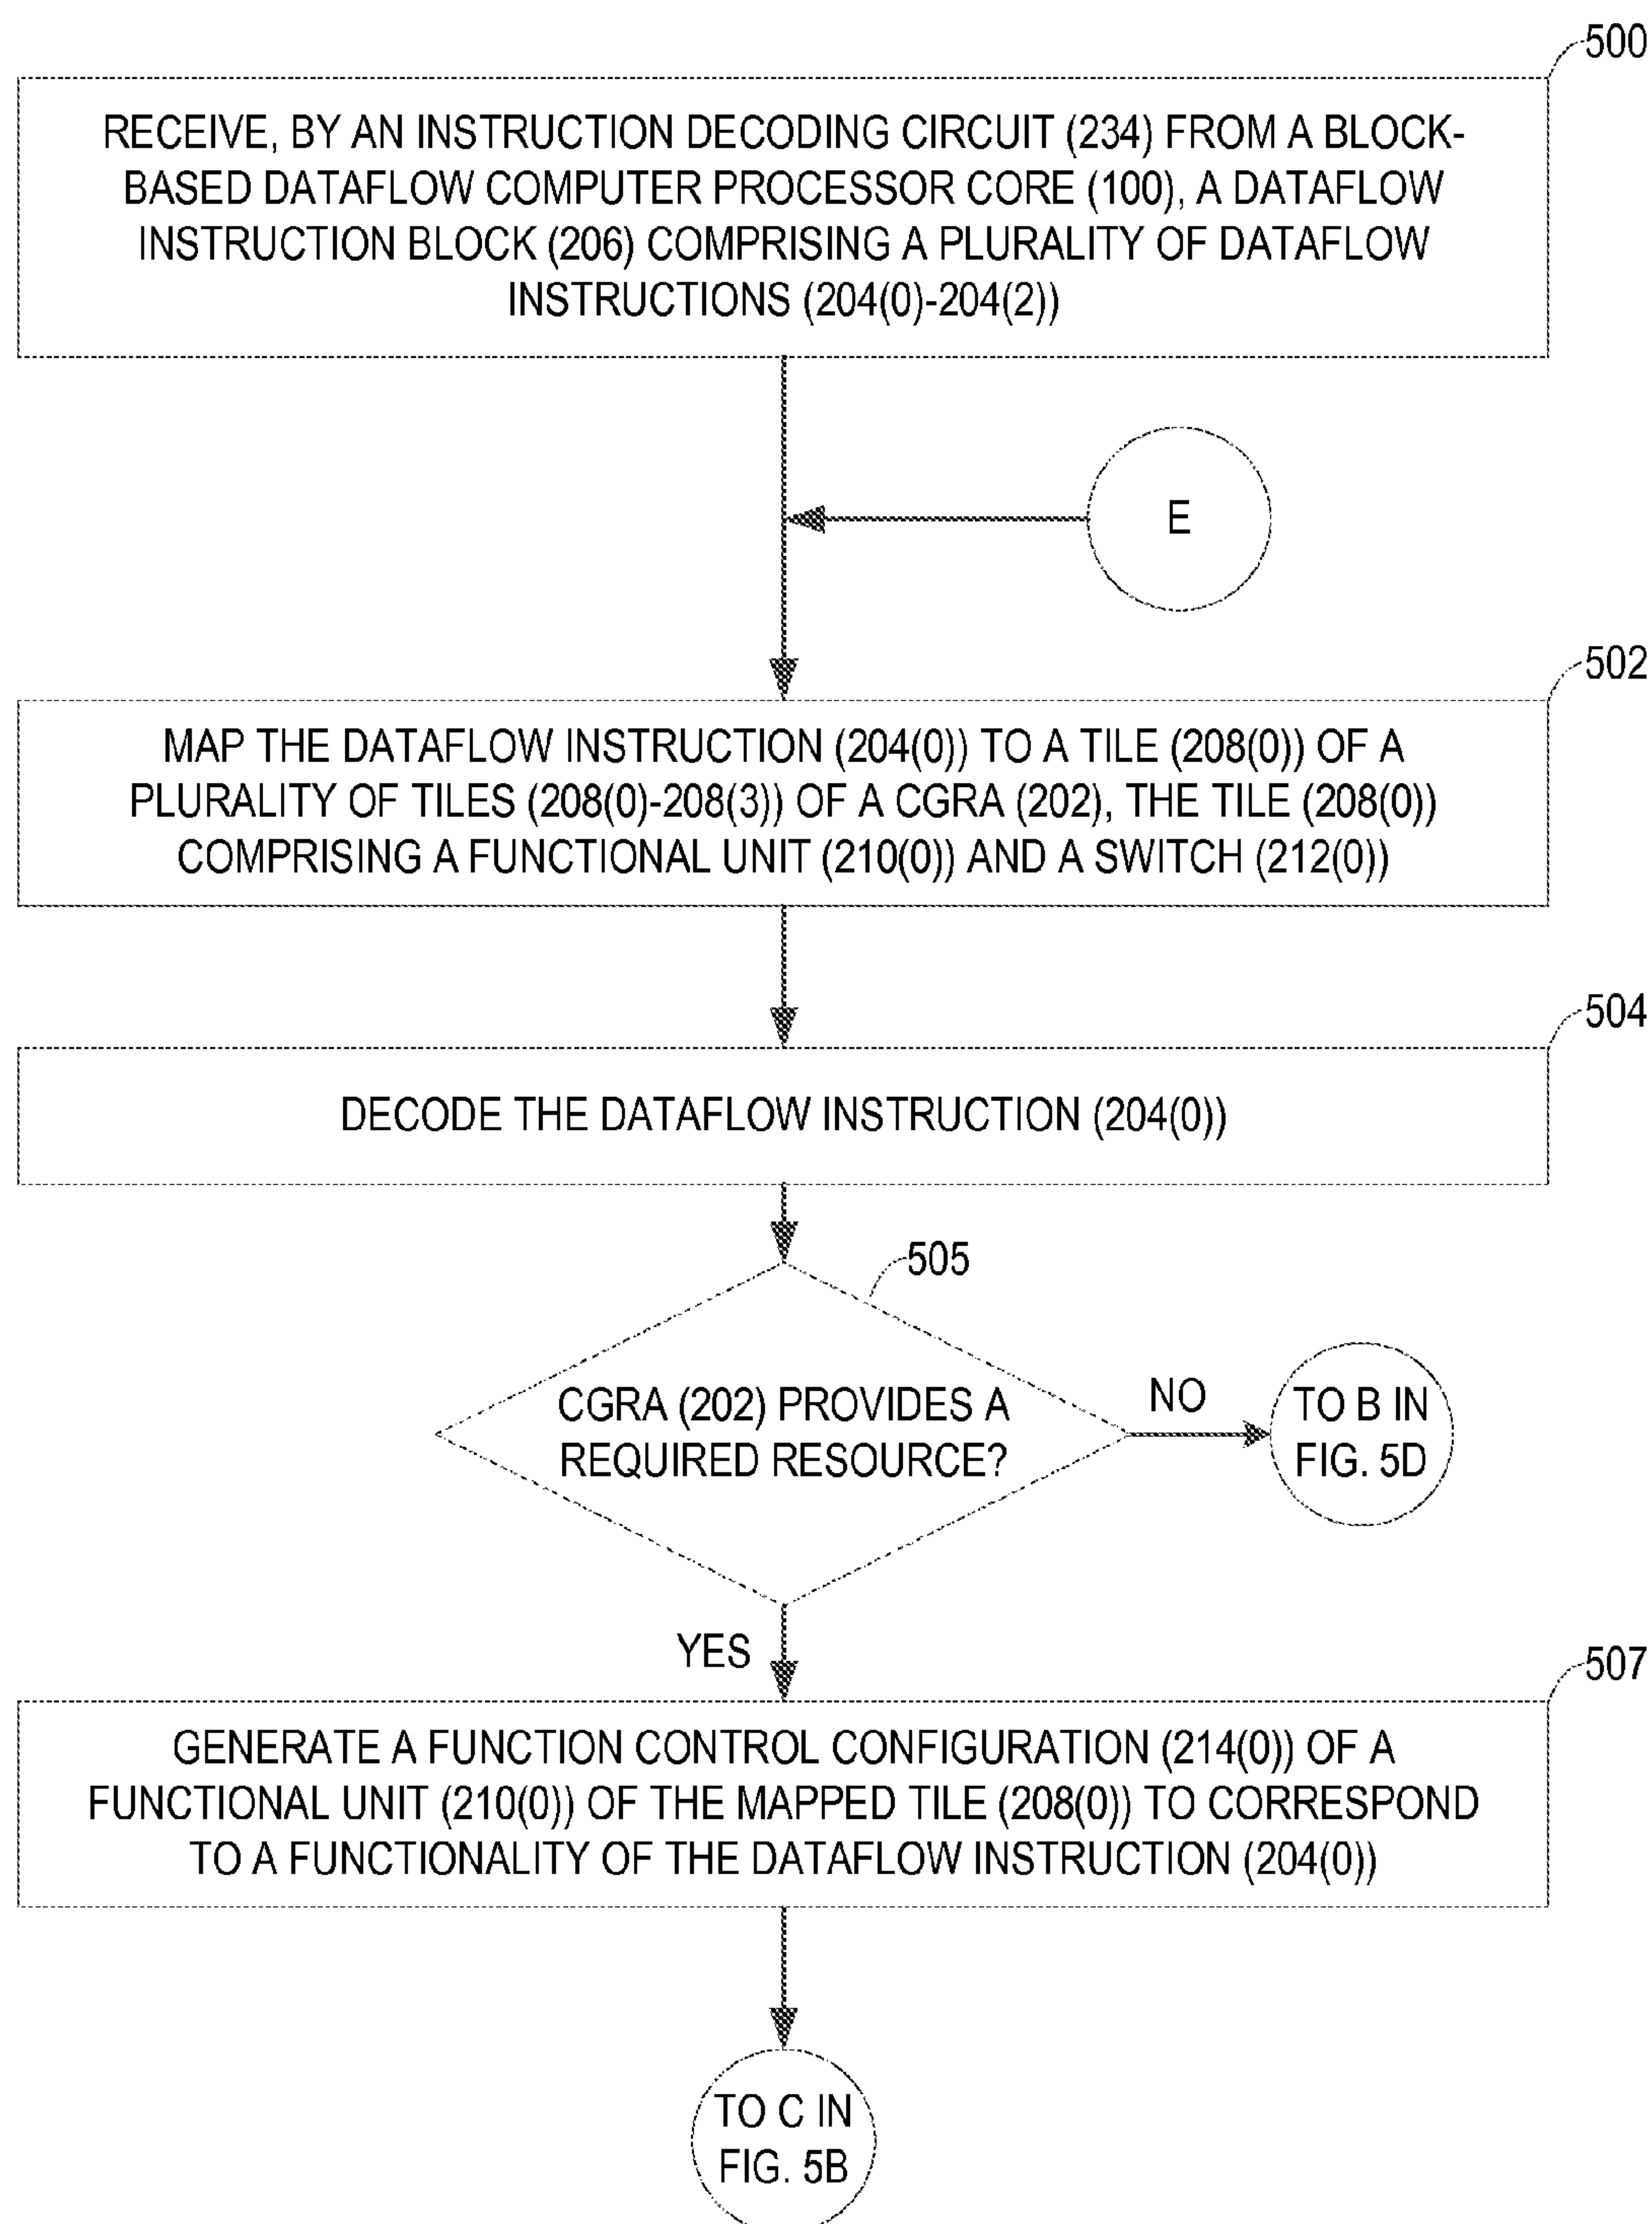 500
RECEIVE, BY AN INSTRUCTION DECODING CIRCUIT (234) FROM A BLOCK-
BASED DATAFLOW COMPUTER PROCESSOR CORE (100), A DATAFLOW
INSTRUCTION BLOCK (206) COMPRISING A PLURALITY OF DATAFLOW
INSTRUCTIONS (204(0)-204(2))
E
502
MAP THE DATAFLOW INSTRUCTION (204(0)) TO A TILE (208(0)) OF A
PLURALITY OF TILES (208(0)-208(3)) OF A CGRA (202), THE TILE (208(0))
COMPRISING A FUNCTIONAL UNIT (210(0)) AND A SWITCH (212(0))
504
DECODE THE DATAFLOW INSTRUCTION (204(0))
505
CGRA (202) PROVIDES A
REQUIRED RESOURCE?
NO
TO B IN
FIG. 5D
YES
507
GENERATE A FUNCTION CONTROL CONFIGURATION (214(0)) OF A
FUNCTIONAL UNIT (210(0)) OF THE MAPPED TILE (208(0)) TO CORRESPOND
TO A FUNCTIONALITY OF THE DATAFLOW INSTRUCTION (204(0))
TO C IN
FIG. 5B